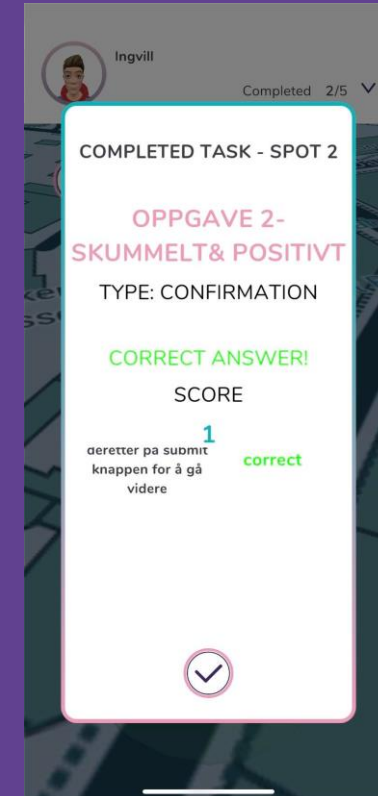 Ingvill
Completed 2/5
COMPLETED TASK - SPOT 2
OPPGAVE 2-
SKUMMELT& POSITIVT
TYPE: CONFIRMATION
CORRECT ANSWER!
SCORE
1
deretter på submit
knappen for å gå
videre
correct